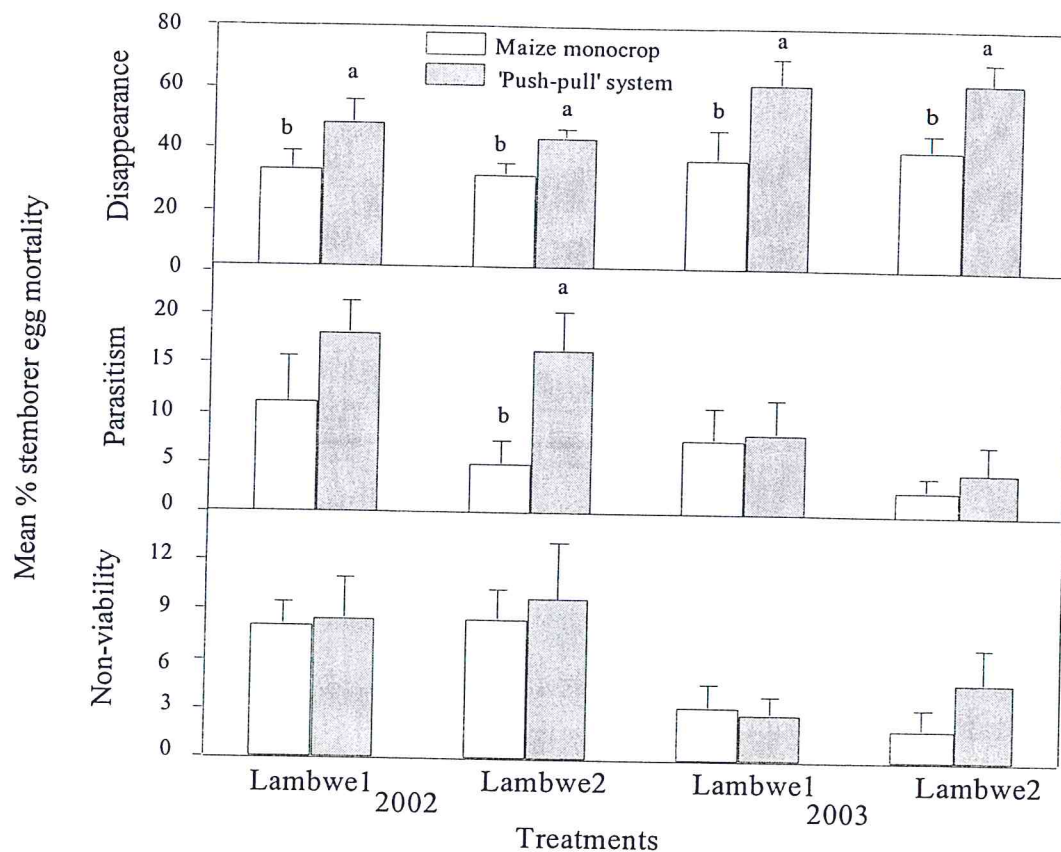 Mean % stemborer egg mortality
Disappearance
80
60
40
20
0
Maize monocrop
'Push-pull' system
b
a
b
a
b
a
b
a
Parasitism
20
15
10
5
0
b
a
Non-viability
12
9
6
3
0
Lambwe1
Lambwe2
Lambwe1
Lambwe2
2002
2003
Treatments